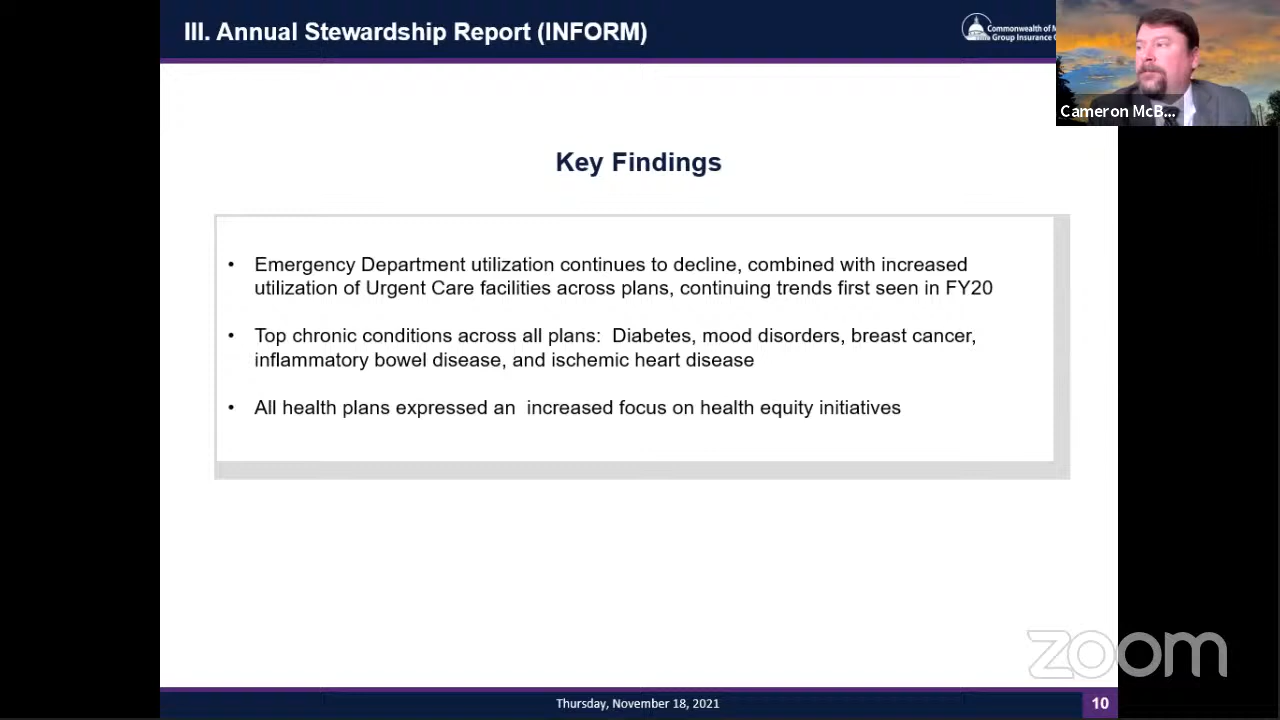 III. Annual Stewardship Report (INFORM)
Commonwealth of M
Group Insurance
Cameron McB...
Key Findings
• Emergency Department utilization continues to decline, combined with increased
utilization of Urgent Care facilities across plans, continuing trends first seen in FY20
• Top chronic conditions across all plans:  Diabetes, mood disorders, breast cancer,
inflammatory bowel disease, and ischemic heart disease
• All health plans expressed an  increased focus on health equity initiatives
zoom
Thursday, November 18, 2021
10